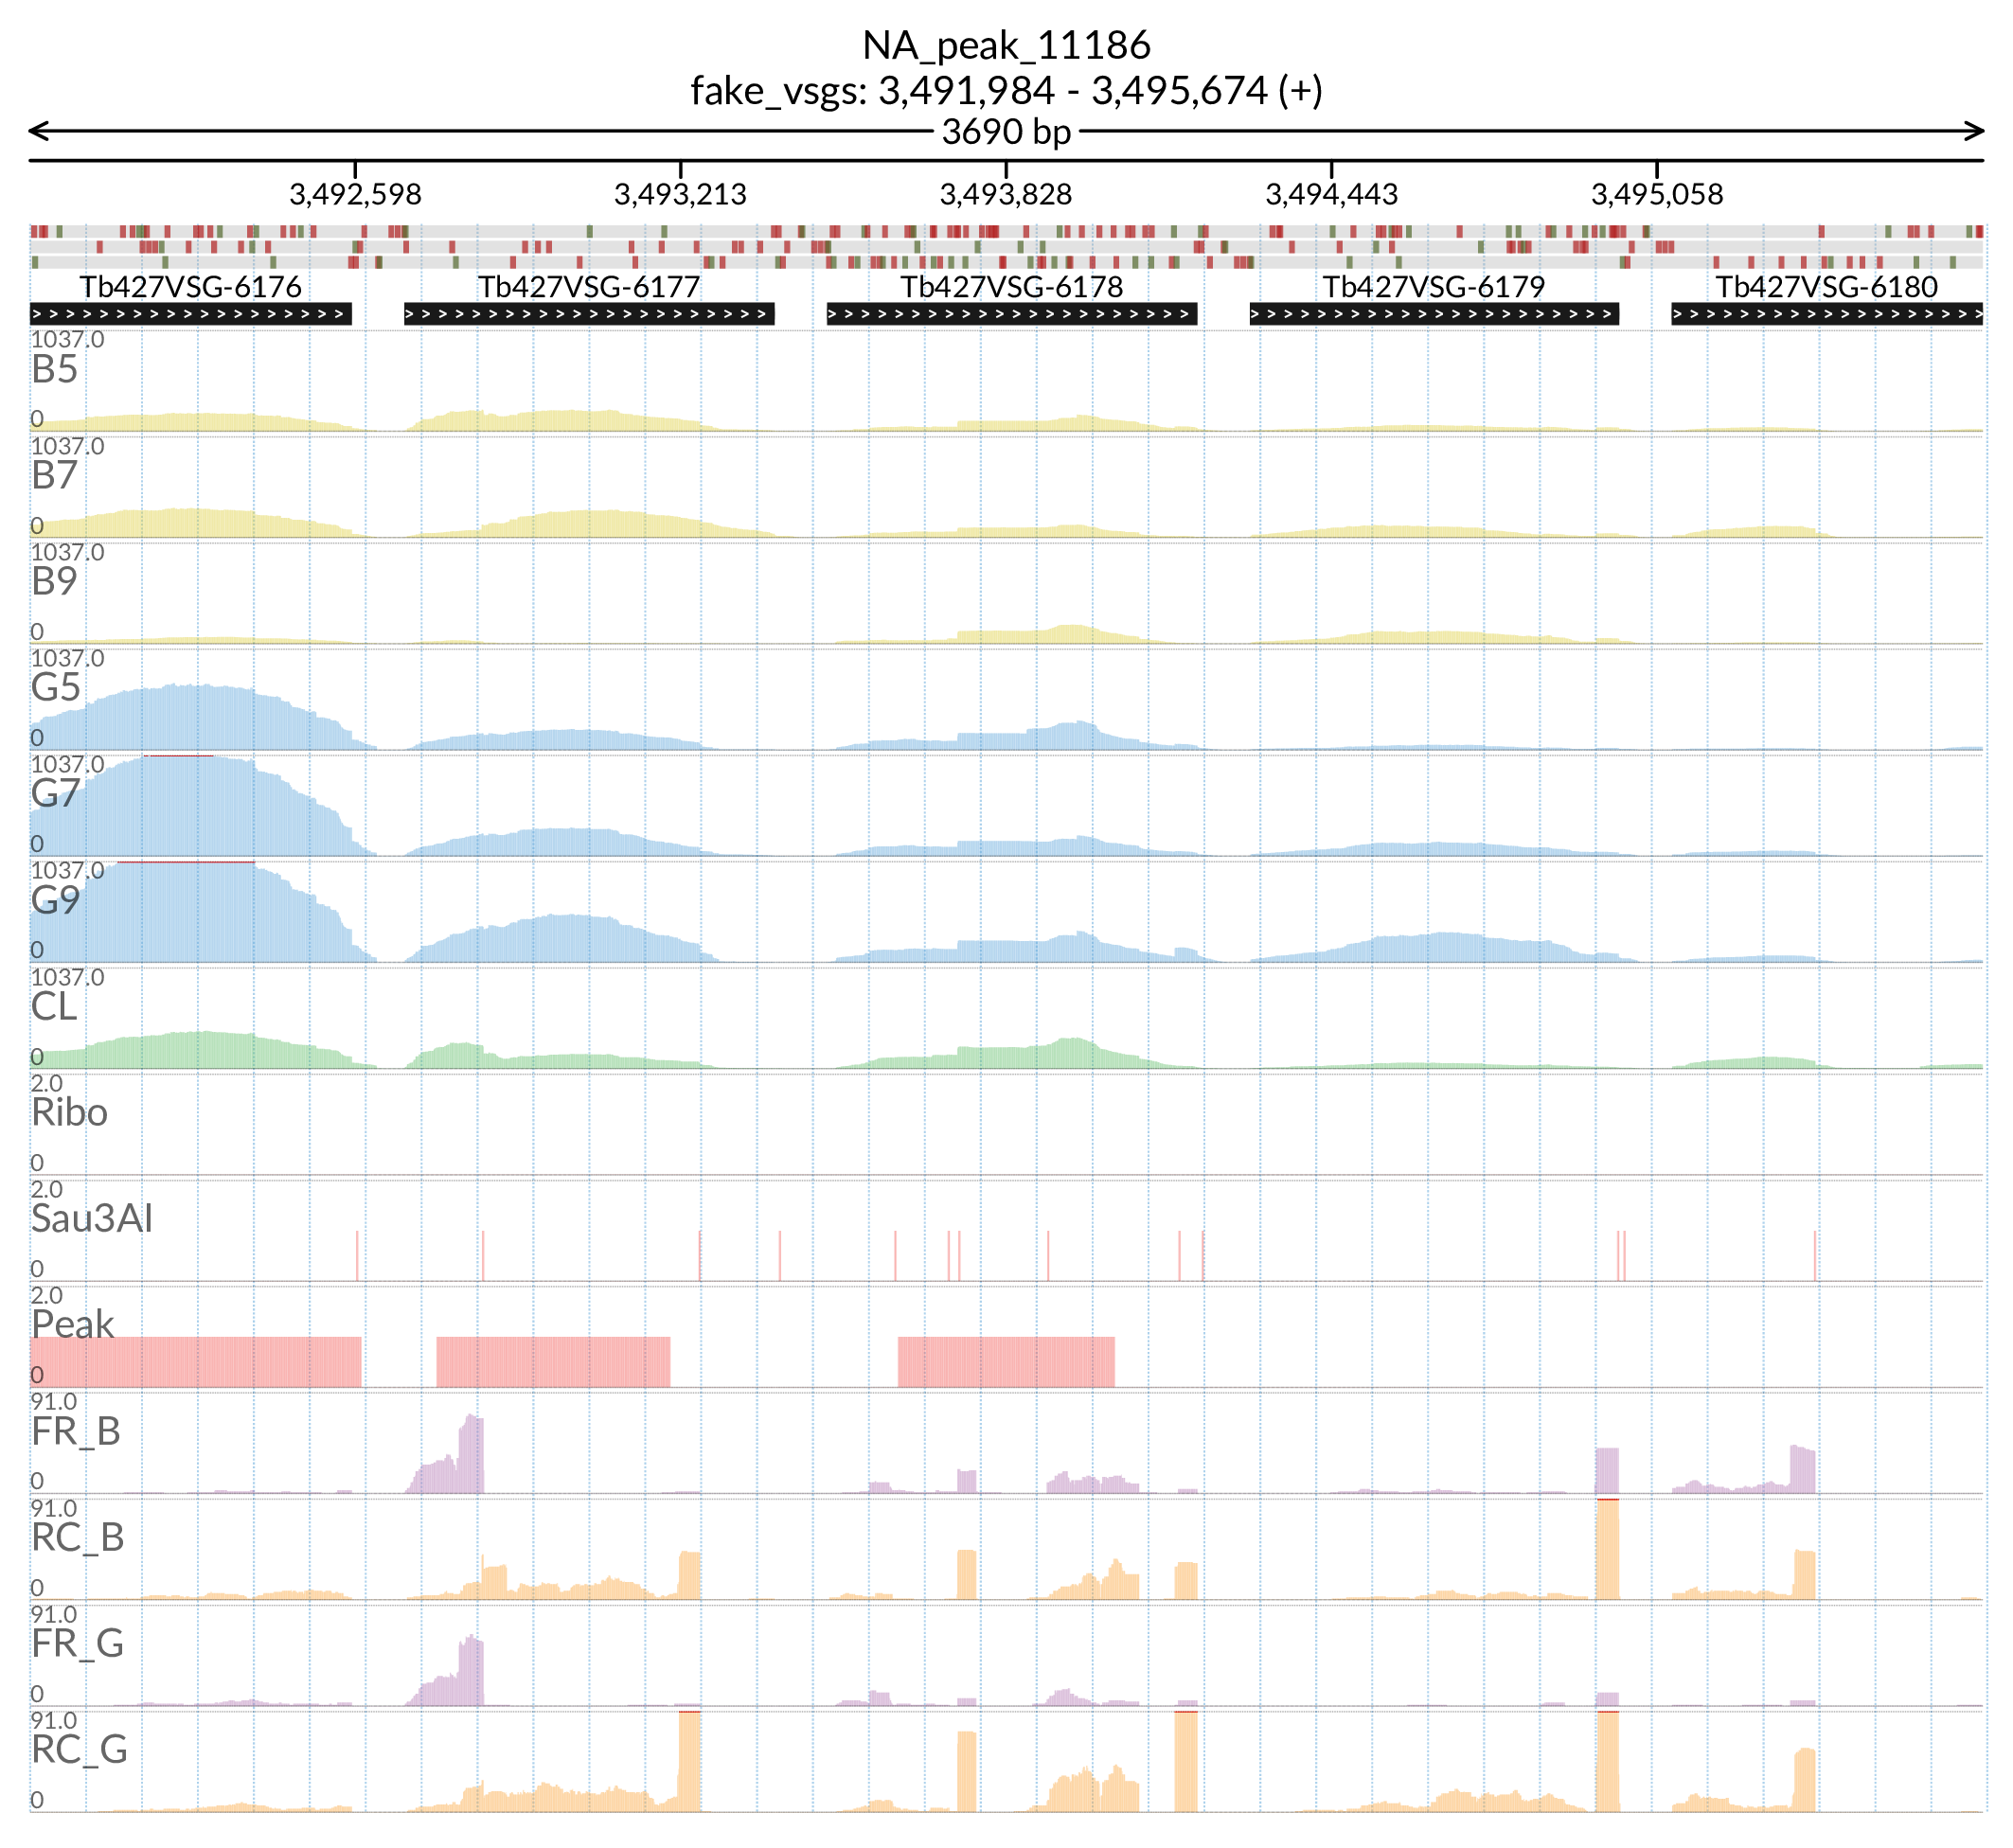 NA_peak_11186
fake_vsgs: 3,491,984 - 3,495,674 (+)
3690 bp
3,492,598 3,493,213 3,493,828 3,494,443 3,495,058
Tb427VSG-6176 Tb427VSG-6177 Tb427VSG-6178 Tb427VSG-6179 Tb427VSG-6180
1037.0
B5
0
1037.0
B7
0
1037.0
B9
0
1037.0
G5
0
1037.0
G7
0
1037.0
G9
0
1037.0
CL
0
2.0
Ribo
0
2.0
Sau3AI
0
2.0
Peak
0
91.0
FR_B
0
91.0
RC_B
0
91.0
FR_G
0
91.0
RC_G
0